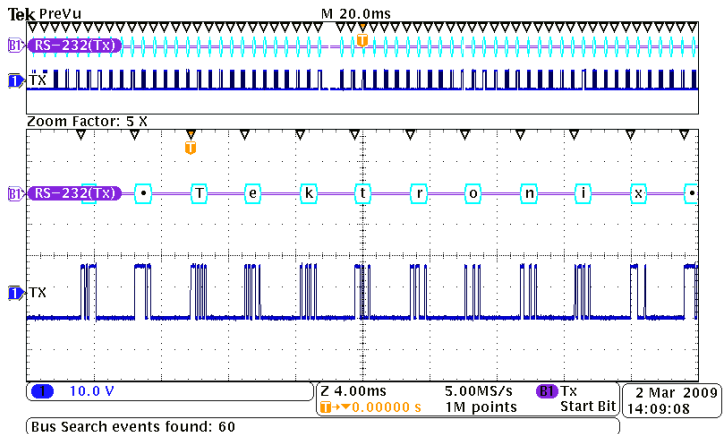 Tek PreVu M 20.0ms
B1 RS-232(Tx)
T
1 TX
Zoom Factor: 5 X
T
B1 RS-232(Tx) • T e k t r o n i x •
1 TX
1 10.0 V Z 4.00ms 5.00MS/s B1 Tx 2 Mar 2009
T→▼0.00000 s 1M points Start Bit 14:09:08
Bus Search events found: 60